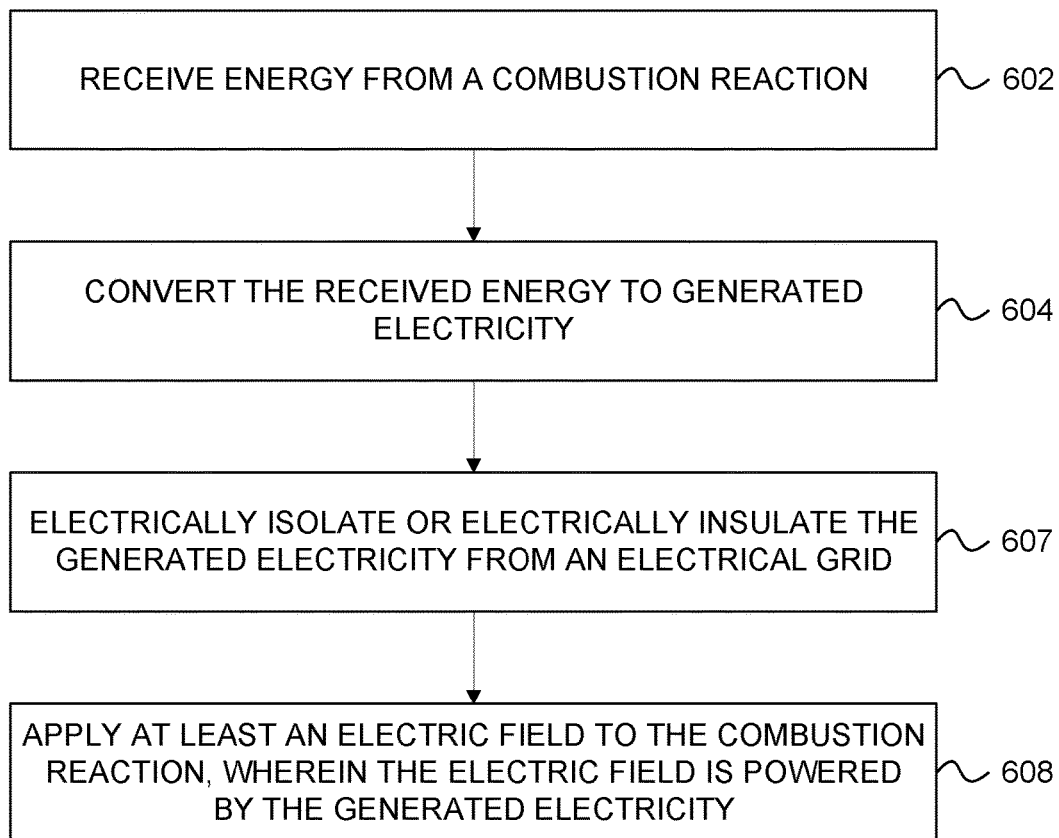 RECEIVE ENERGY FROM A COMBUSTION REACTION
602
CONVERT THE RECEIVED ENERGY TO GENERATED
ELECTRICITY
604
ELECTRICALLY ISOLATE OR ELECTRICALLY INSULATE THE
GENERATED ELECTRICITY FROM AN ELECTRICAL GRID
607
APPLY AT LEAST AN ELECTRIC FIELD TO THE COMBUSTION
REACTION, WHEREIN THE ELECTRIC FIELD IS POWERED
BY THE GENERATED ELECTRICITY
608